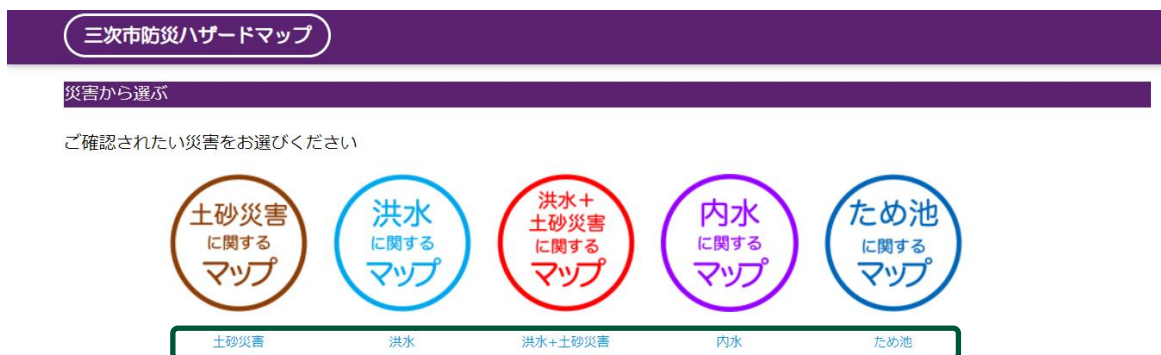 三次市防災ハザードマップ
災害から選ぶ
ご確認されたい災害をお選びください
土砂災害
に関する
マップ
洪水
に関する
マップ
洪水＋
土砂災害
に関する
マップ
内水
に関する
マップ
ため池
に関する
マップ
土砂災害 洪水 洪水+土砂災害 内水 ため池